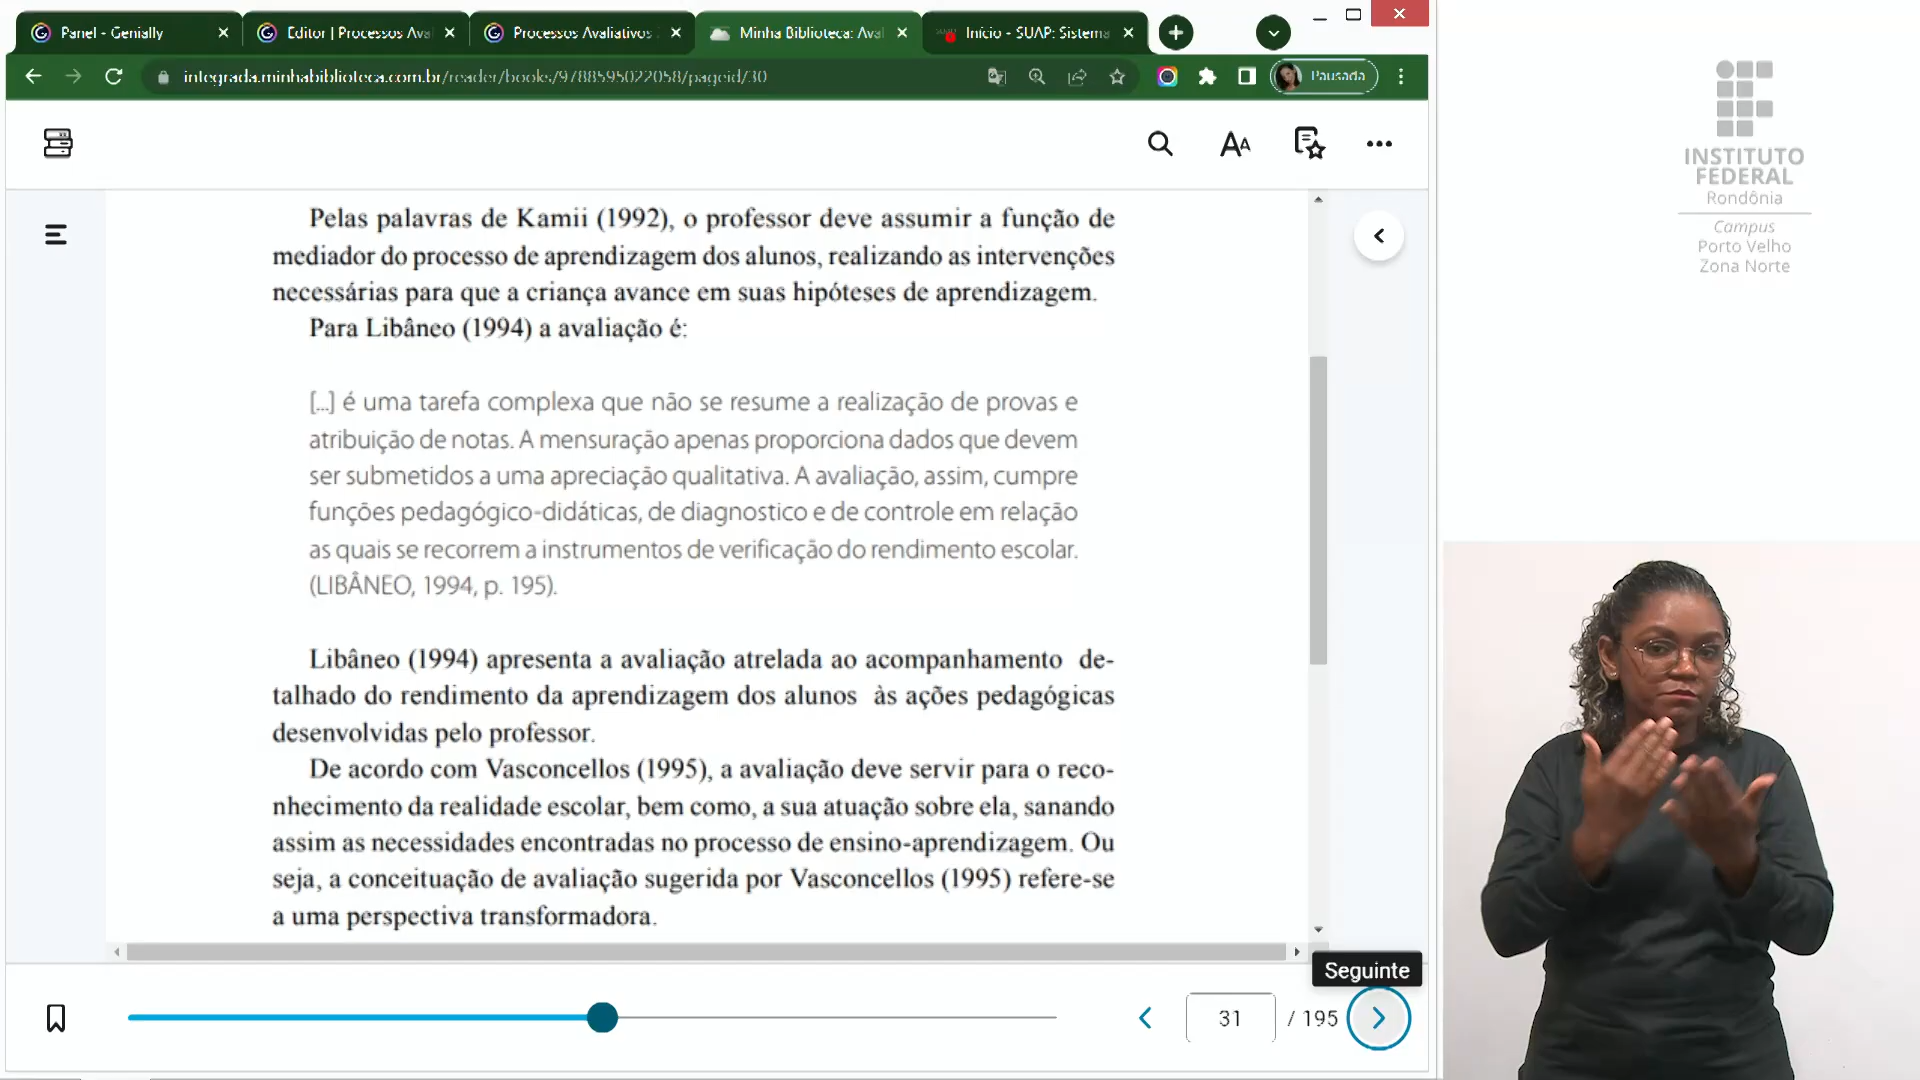 Panel - Genially
Editor | Processos Ava
Processos Avaliativos
Minha Biblioteca: Ava
Início - SUAP: Sistema
integrada.minhabiblioteca.com.br/reader/books/9788595022058/pageid/30
Pausada
Pelas palavras de Kamii (1992), o professor deve assumir a função de
mediador do processo de aprendizagem dos alunos, realizando as intervenções
necessárias para que a criança avance em suas hipóteses de aprendizagem.
Para Libâneo (1994) a avaliação é:
[...] é uma tarefa complexa que não se resume a realização de provas e
atribuição de notas. A mensuração apenas proporciona dados que devem
ser submetidos a uma apreciação qualitativa. A avaliação, assim, cumpre
funções pedagógico-didáticas, de diagnostico e de controle em relação
as quais se recorrem a instrumentos de verificação do rendimento escolar.
(LIBÂNEO, 1994, p. 195).
Libâneo (1994) apresenta a avaliação atrelada ao acompanhamento de-
talhado do rendimento da aprendizagem dos alunos às ações pedagógicas
desenvolvidas pelo professor.
De acordo com Vasconcellos (1995), a avaliação deve servir para o reco-
nhecimento da realidade escolar, bem como, a sua atuação sobre ela, sanando
assim as necessidades encontradas no processo de ensino-aprendizagem. Ou
seja, a conceituação de avaliação sugerida por Vasconcellos (1995) refere-se
a uma perspectiva transformadora.
Seguinte
31 / 195
INSTITUTO
FEDERAL
Rondônia
Campus
Porto Velho
Zona Norte